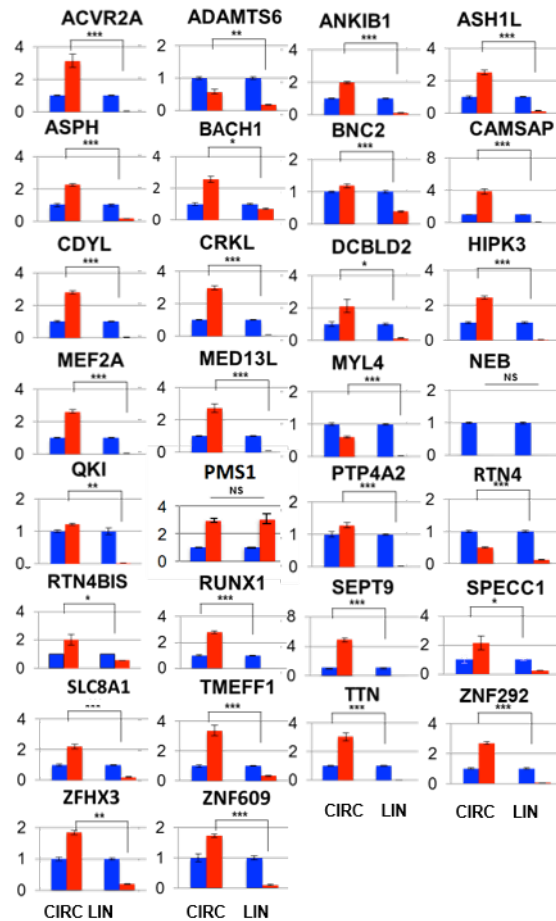 ACVR2A ADAMTS6 ANKIB1 ASH1L
*** ** *** ***
4 2 4 4
2 1 2 2
0 0 0 0
ASPH BACH1 BNC2 CAMSAP
*** * *** ***
4 4 2 8
2 2 1 4
0 0 0 0
CDYL CRKL DCBLD2 HIPK3
*** *** * ***
4 4 4 4
2 2 2 2
0 0 0 0
MEF2A MED13L MYL4 NEB
*** *** *** NS
4 4 2 2
2 2 1 1
0 0 0 0
QKI PMS1 PTP4A2 RTN4
** NS *** ***
2 4 2 2
1 2 1 1
0 0 0 0
RTN4BIS RUNX1 SEPT9 SPECC1
* *** *** *
4 4 8 4
2 2 4 2
0 0 0 0
SLC8A1 TMEFF1 TTN ZNF292
--- *** *** ***
4 4 4 4
2 2 2 2
0 0 0 0
CIRC LIN CIRC LIN
ZFHX3 ZNF609
** ***
2 2
1 1
0 0
CIRC LIN CIRC LIN